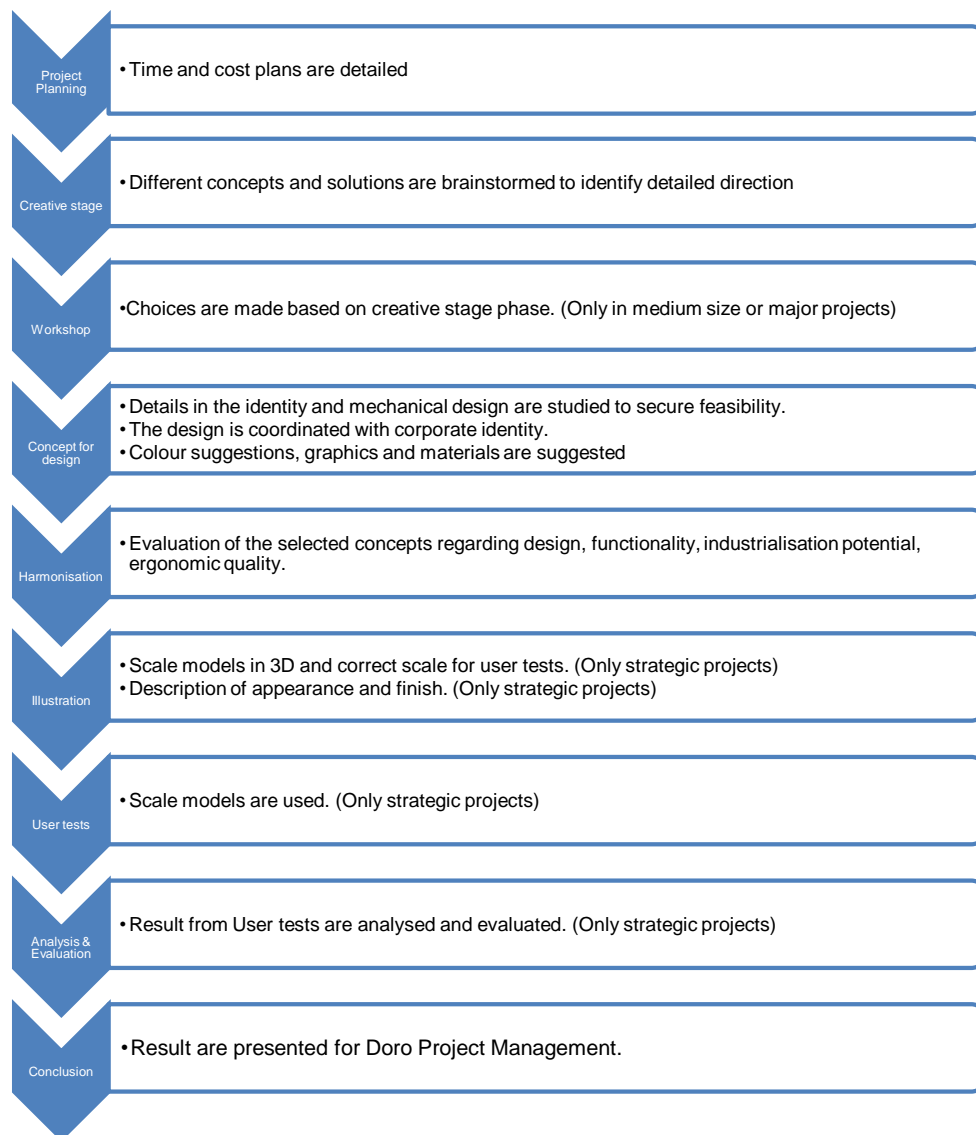 Project
Planning
•Time and cost plans are detailed
Creative stage
•Different concepts and solutions are brainstormed to identify detailed direction
Workshop
•Choices are made based on creative stage phase. (Only in medium size or major projects)
Concept for
design
•Details in the identity and mechanical design are studied to secure feasibility.
•The design is coordinated with corporate identity.
•Colour suggestions, graphics and materials are suggested
Harmonisation
•Evaluation of the selected concepts regarding design, functionality, industrialisation potential,
ergonomic quality.
Illustration
•Scale models in 3D and correct scale for user tests. (Only strategic projects)
•Description of appearance and finish. (Only strategic projects)
User tests
•Scale models are used. (Only strategic projects)
Analysis &
Evaluation
•Result from User tests are analysed and evaluated. (Only strategic projects)
Conclusion
•Result are presented for Doro Project Management.